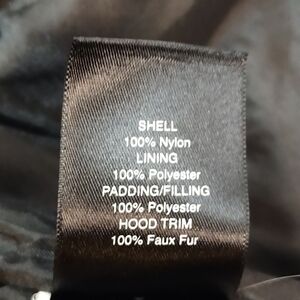 SHELL
100% Nylon
LINING
100% Polyester
PADDING/FILLING
100% Polyester
HOOD TRIM
100% Faux Fur